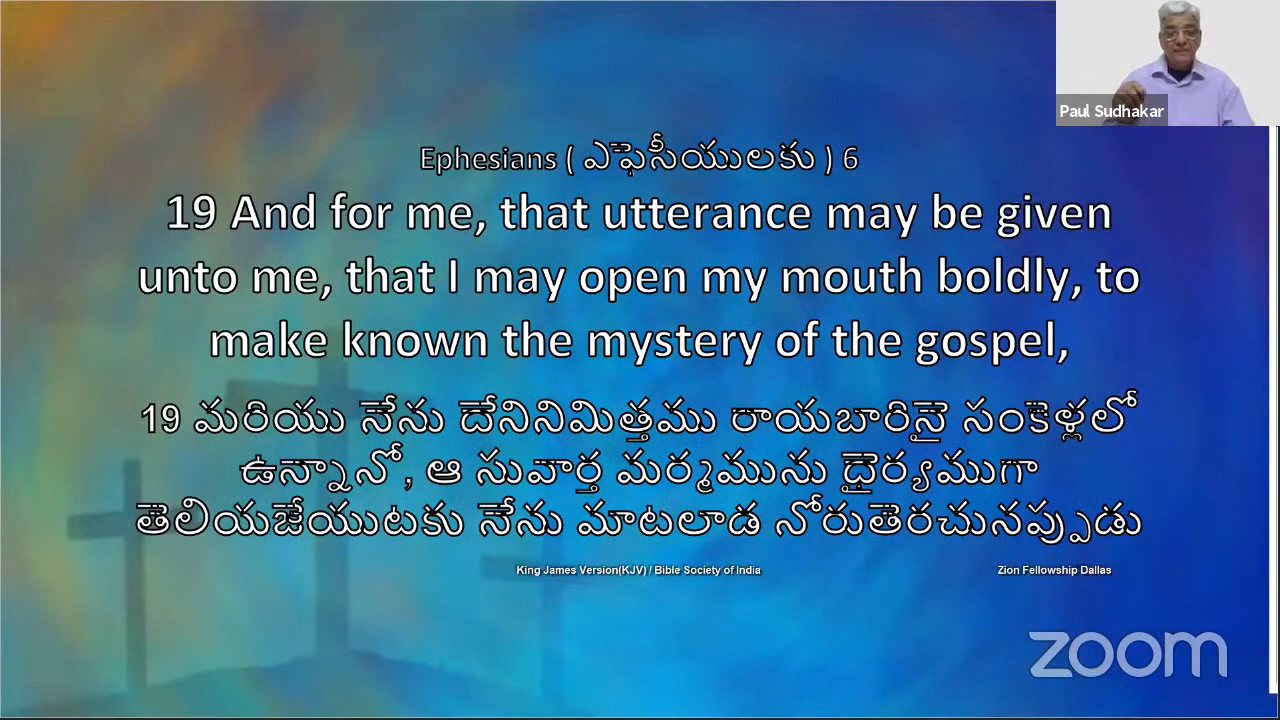 Paul Sudhakar
Ephesians ( ఎఫెసీయులకు ) 6
19 And for me, that utterance may be given
unto me, that I may open my mouth boldly, to
make known the mystery of the gospel,
19 మరియు నేను దేనినినిమిత్తము రాయబారినై సంకెళ్లలో
ఉన్నానో, ఆ సువార్త మర్మమును ధైర్యముగా
తెలియజేయుటకు నేను మాటలాడ నోరుతెరచునప్పుడు
King James Version(KJV) / Bible Society of India
Zion Fellowship Dallas
zoom